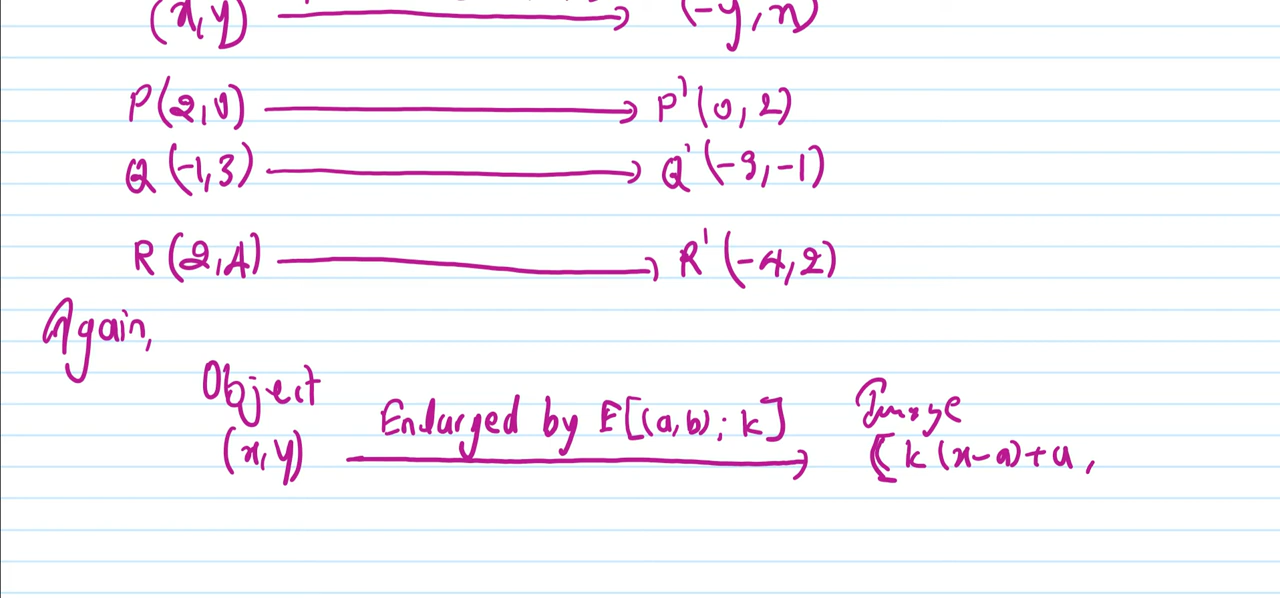 (x,y) → (-y,x)
P(2,0) → P'(0,2)
Q(-1,3) → Q'(-3,-1)
R(2,4) → R'(-4,2)
Again,
Object Enlarged by E[(a,b);k] Image
(x,y) → (k(x-a)+a,